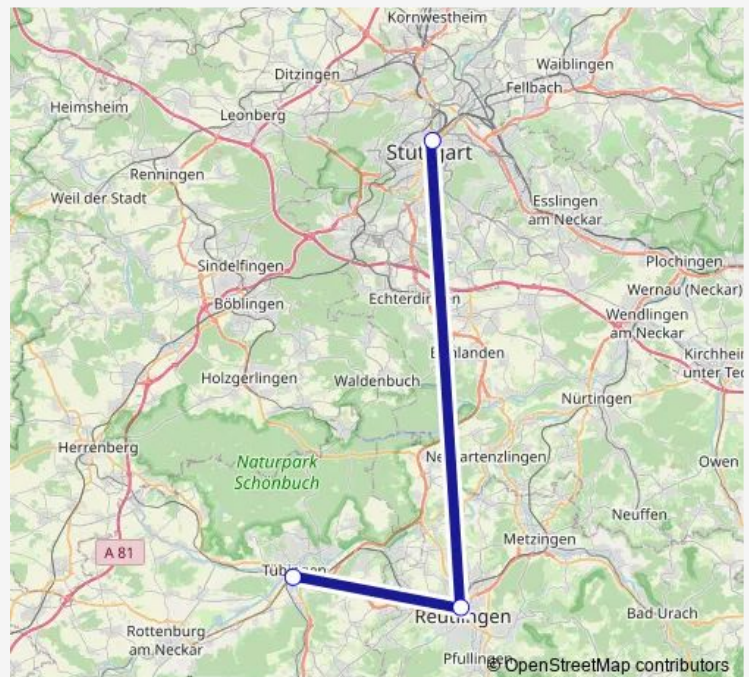 Kornwestheim
Ditzingen
Waiblingen
Fellbach
Heimsheim
Leonberg
Stuttgart
Renningen
Weil der Stadt
Esslingen
am Neckar
Sindelfingen
Plochingen
Böblingen
Echterdingen
Wernau (Neckar)
Wendlingen
am Neckar
Kirchheim
unter Tec
Holzgerlingen
Waldenbuch
Nürtingen
Herrenberg
Naturpark
Schönbuch
Neckartenzlingen
Owen
Neuffen
A 81
Metzingen
Tübingen
Reutlingen
Bad Urach
Rottenburg
am Neckar
Pfullingen
© OpenStreetMap contributors